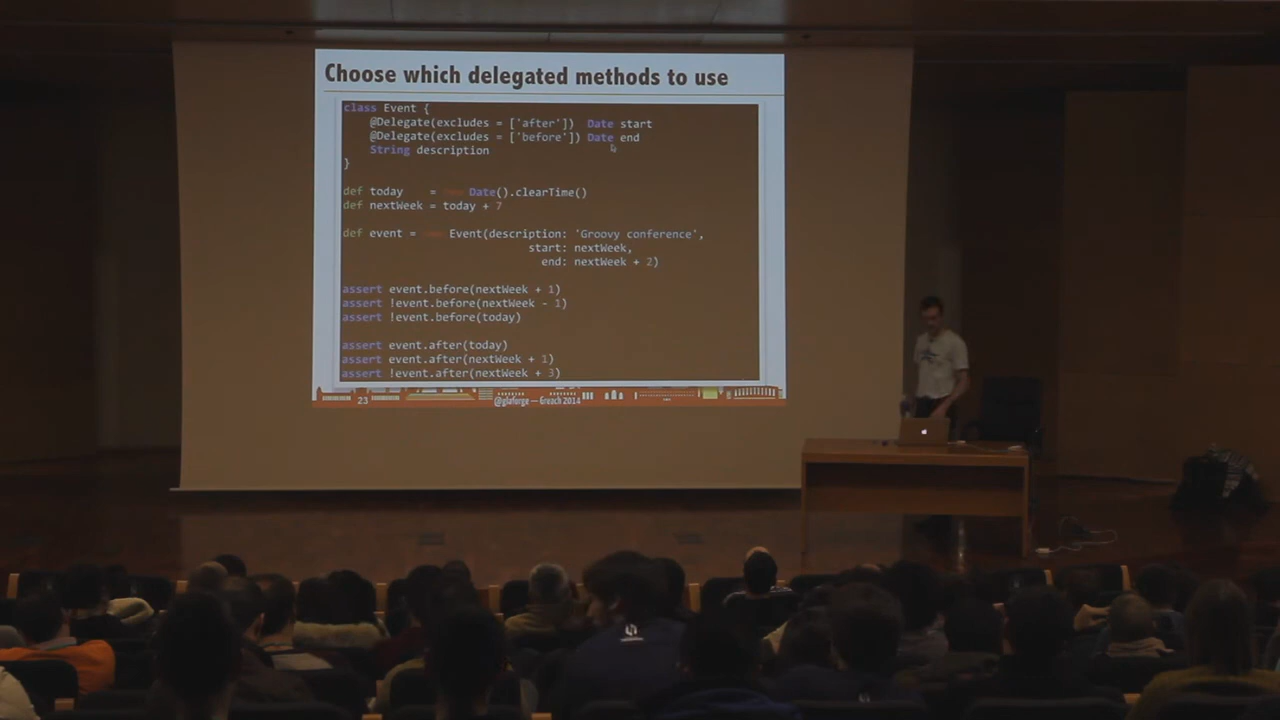 Choose which delegated methods to use
class Event {
@Delegate(excludes = ['after']) Date start
@Delegate(excludes = ['before']) Date end
String description
}
def today = new Date().clearTime()
def nextWeek = today + 7
def event = new Event(description: 'Groovy conference',
start: nextWeek,
end: nextWeek + 2)
assert event.before(nextWeek + 1)
assert !event.before(nextWeek - 1)
assert !event.before(today)
assert event.after(today)
assert event.after(nextWeek + 1)
assert !event.after(nextWeek + 3)
23
@glaforge — Greach 2014